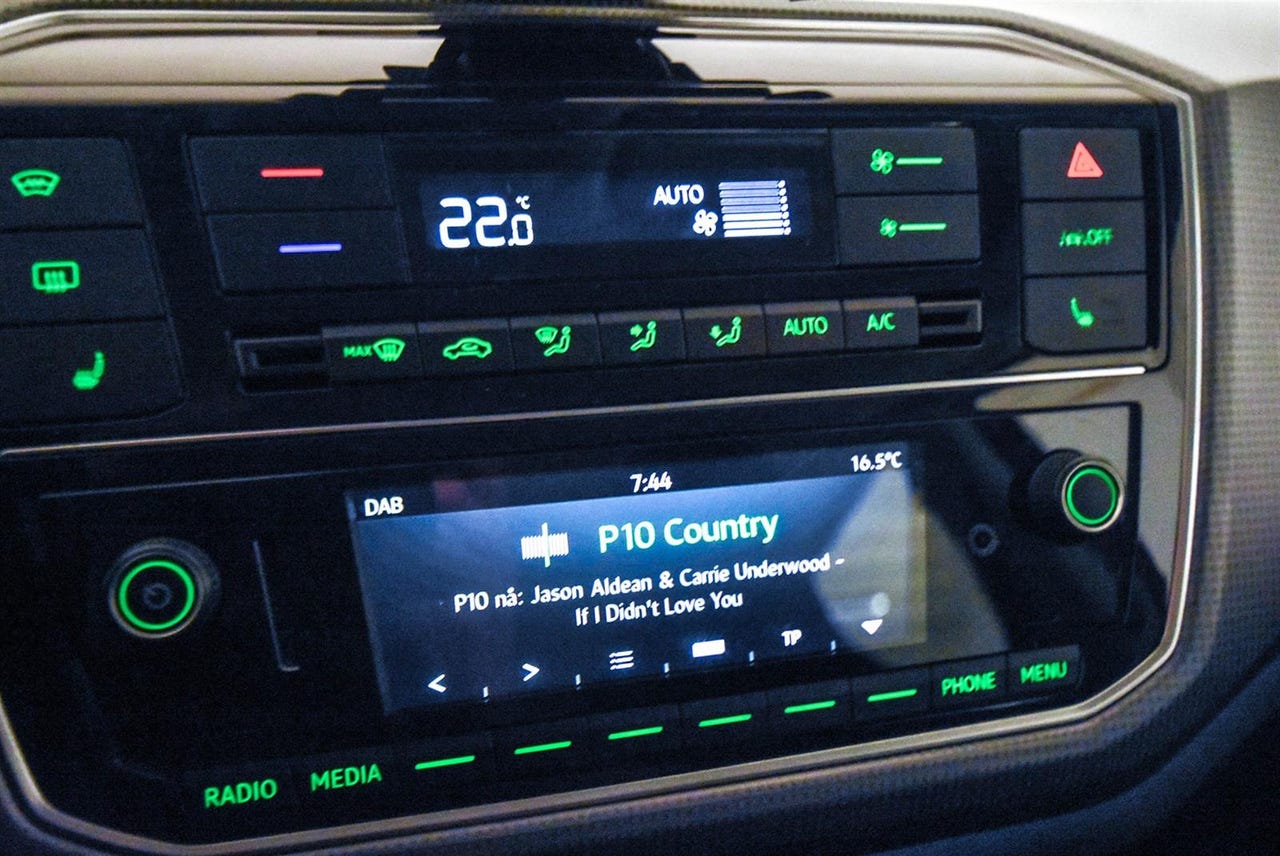 22.0 °C
AUTO
OFF
MAX
AUTO
A/C
DAB
7:44
16.5°C
P10 Country
P10 nå: Jason Aldean & Carrie Underwood -
If I Didn't Love You
< > TP
PHONE
MENU
RADIO
MEDIA